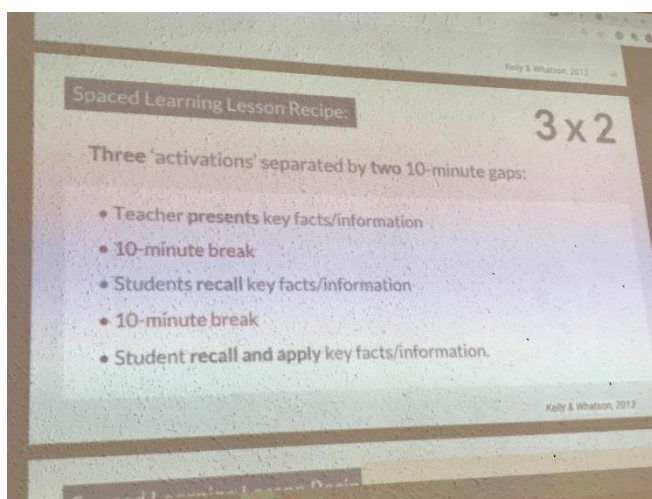 Kelly & Whatson, 2013
Spaced Learning Lesson Recipe:
3 x 2
Three 'activations' separated by two 10-minute gaps:
• Teacher presents key facts/information
• 10-minute break
• Students recall key facts/information
• 10-minute break
• Student recall and apply key facts/information.
Kelly & Whatson, 2013